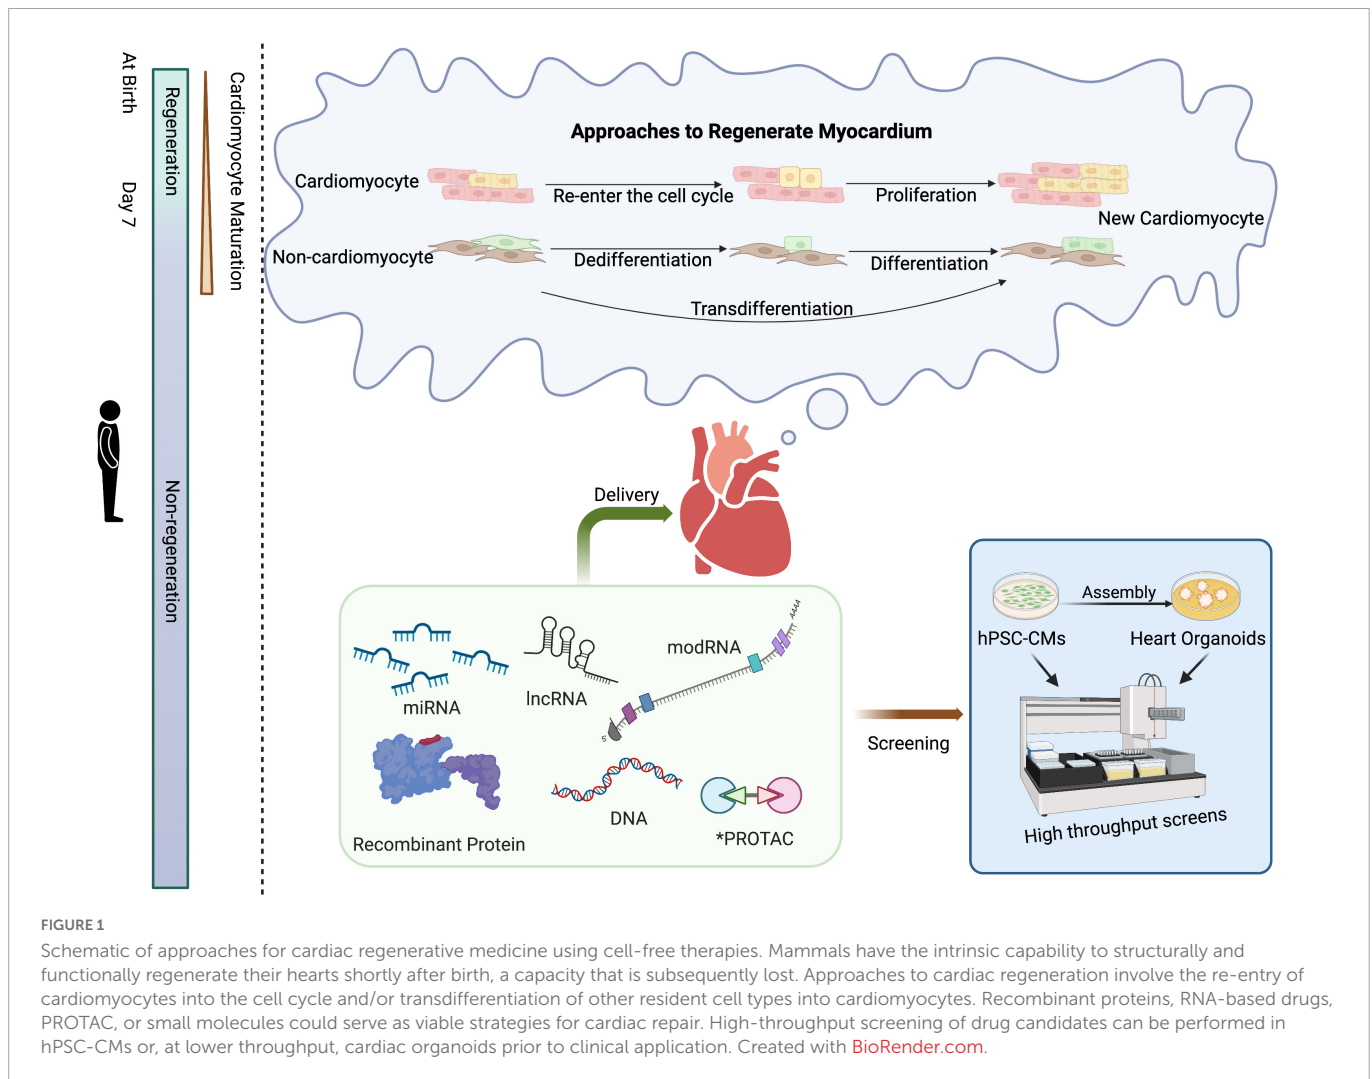 At Birth
Day 7
Regeneration
Non-regeneration
Cardiomyocyte Maturation
Approaches to Regenerate Myocardium
Cardiomyocyte
Re-enter the cell cycle
Proliferation
New Cardiomyocyte
Non-cardiomyocyte
Dedifferentiation
Differentiation
Transdifferentiation
Delivery
miRNA
lncRNA
modRNA
AAAA
5
Recombinant Protein
DNA
*PROTAC
Screening
hPSC-CMs
Assembly
Heart Organoids
High throughput screens
FIGURE 1
Schematic of approaches for cardiac regenerative medicine using cell-free therapies. Mammals have the intrinsic capability to structurally and
functionally regenerate their hearts shortly after birth, a capacity that is subsequently lost. Approaches to cardiac regeneration involve the re-entry of
cardiomyocytes into the cell cycle and/or transdifferentiation of other resident cell types into cardiomyocytes. Recombinant proteins, RNA-based drugs,
PROTAC, or small molecules could serve as viable strategies for cardiac repair. High-throughput screening of drug candidates can be performed in
hPSC-CMs or, at lower throughput, cardiac organoids prior to clinical application. Created with BioRender.com.